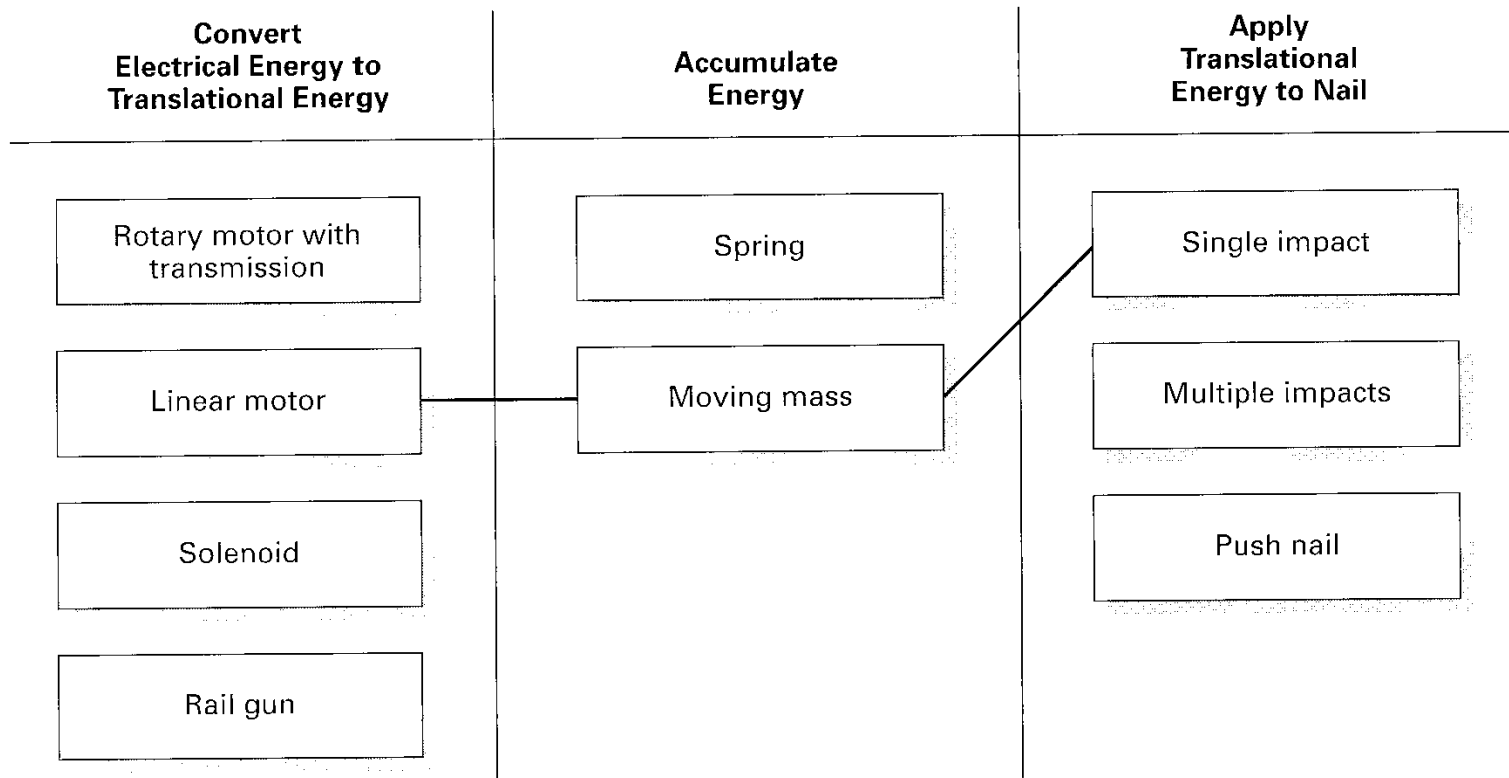 Convert
Electrical Energy to
Translational Energy
Accumulate
Energy
Apply
Translational
Energy to Nail
Rotary motor with
transmission
Spring
Single impact
Linear motor
Moving mass
Multiple impacts
Solenoid
Push nail
Rail gun